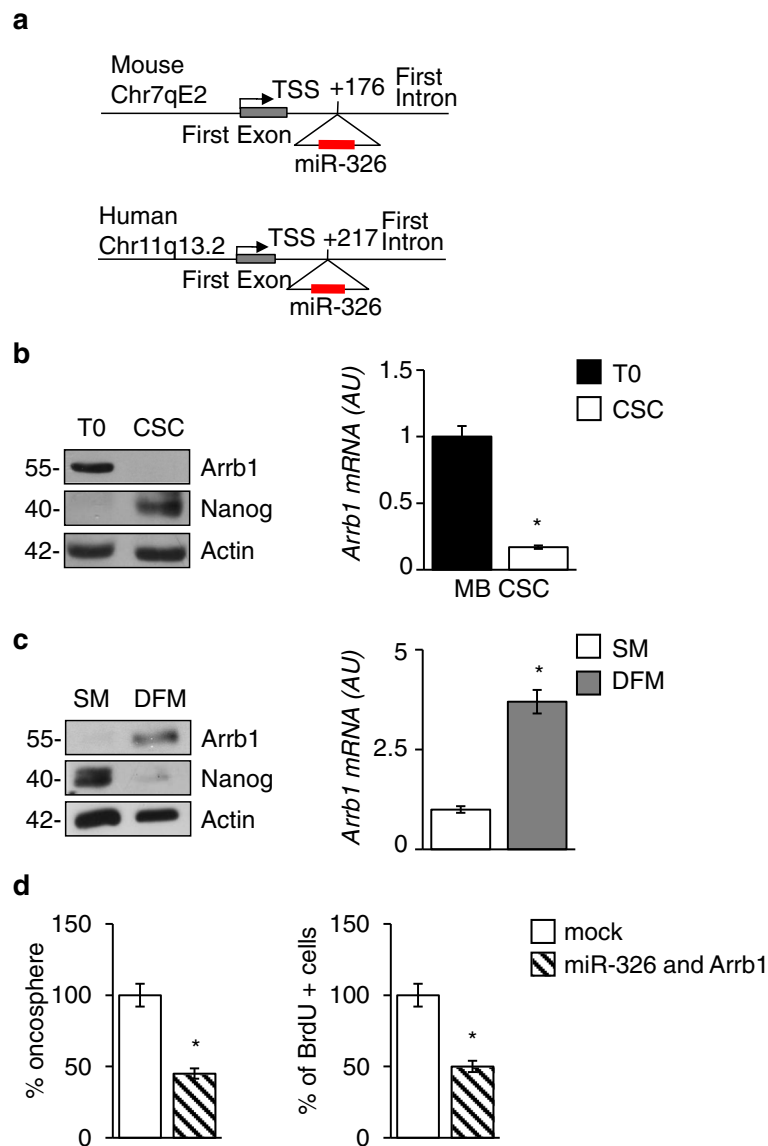 a
Mouse
Chr7qE2
TSS +176
First
Intron
First Exon
miR-326
Human
Chr11q13.2
TSS +217
First
Intron
First Exon
miR-326
b
T0 CSC
55- Arrb1
40- Nanog
42- Actin
Arrb1 mRNA (AU)
1.5
1
0.5
0
*
MB CSC
T0
CSC
c
SM DFM
55- Arrb1
40- Nanog
42- Actin
Arrb1 mRNA (AU)
5
2.5
0
*
SM
DFM
d
% oncosphere
150
100
50
0
*
% of BrdU + cells
150
100
50
0
*
mock
miR-326 and Arrb1